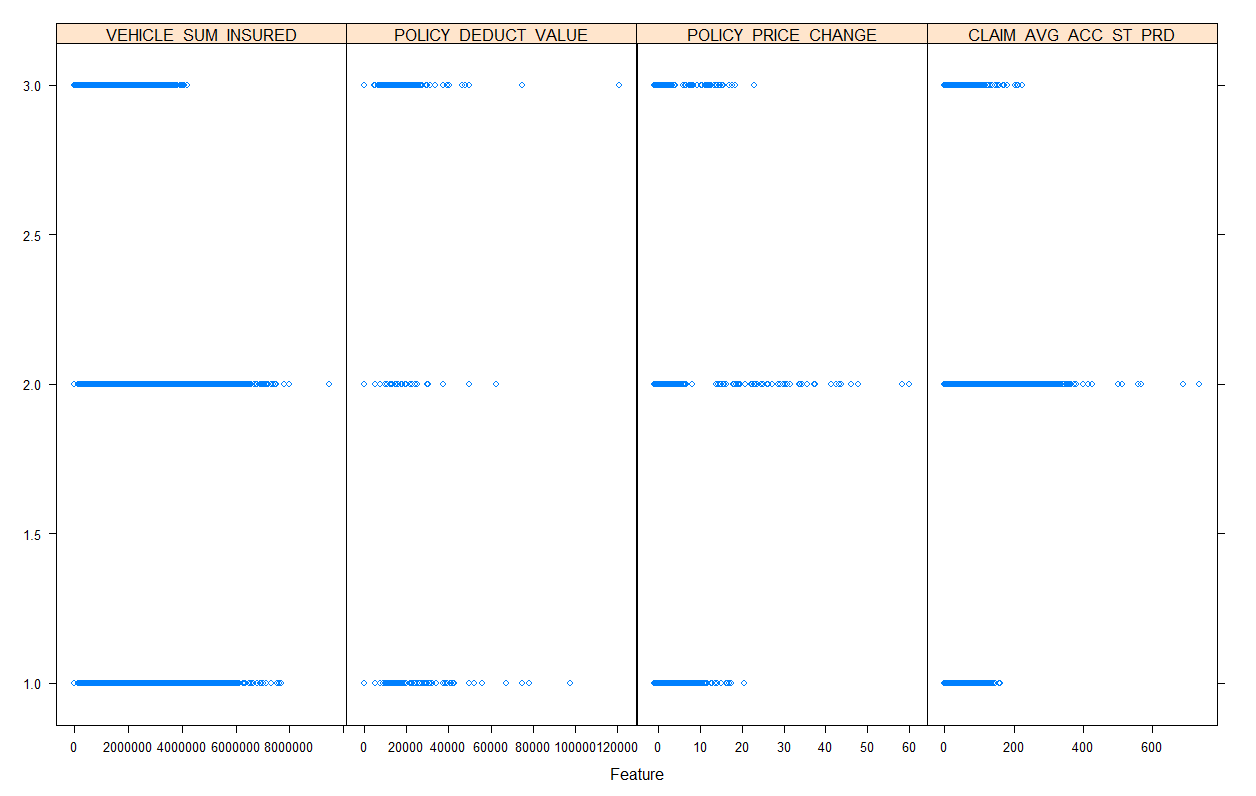 VEHICLE_SUM_INSURED POLICY_DEDUCT_VALUE POLICY_PRICE_CHANGE CLAIM_AVG_ACC_ST_PRD
3.0
2.5
2.0
1.5
1.0
0 2000000 4000000 6000000 8000000 0 20000 40000 60000 80000 100000 120000 0 10 20 30 40 50 60 0 200 400 600
Feature